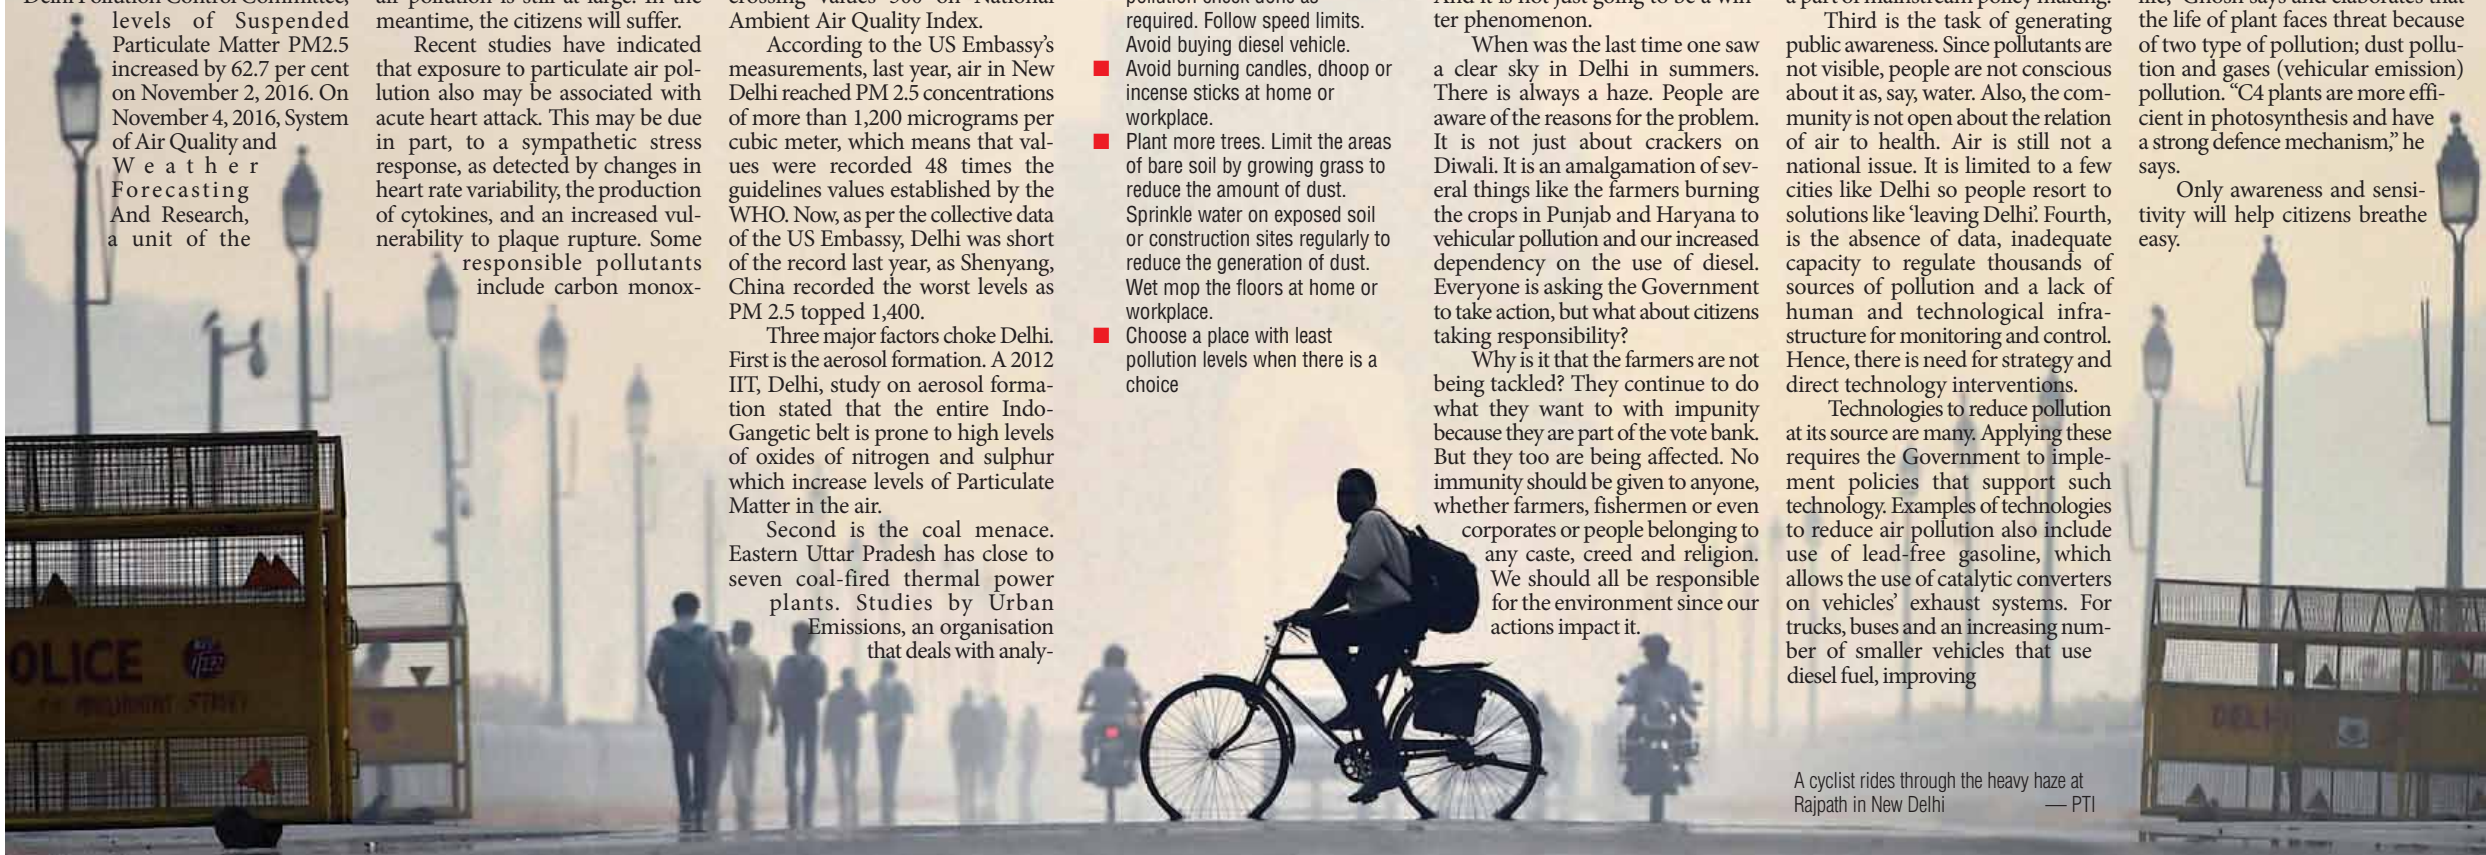 levels of Suspended
Particulate Matter PM2.5
increased by 62.7 per cent
on November 2, 2016. On
November 4, 2016, System
of Air Quality and
Weather
Forecasting
And Research,
a unit of the
meantime, the citizens will suffer.
Recent studies have indicated
that exposure to particulate air pol-
lution also may be associated with
acute heart attack. This may be due
in part, to a sympathetic stress
response, as detected by changes in
heart rate variability, the production
of cytokines, and an increased vul-
nerability to plaque rupture. Some
responsible pollutants
include carbon monox-
Ambient Air Quality Index.
According to the US Embassy's
measurements, last year, air in New
Delhi reached PM 2.5 concentrations
of more than 1,200 micrograms per
cubic meter, which means that val-
ues were recorded 48 times the
guidelines values established by the
WHO. Now, as per the collective data
of the US Embassy, Delhi was short
of the record last year, as Shenyang,
China recorded the worst levels as
PM 2.5 topped 1,400.
Three major factors choke Delhi.
First is the aerosol formation. A 2012
IIT, Delhi, study on aerosol forma-
tion stated that the entire Indo-
Gangetic belt is prone to high levels
of oxides of nitrogen and sulphur
which increase levels of Particulate
Matter in the air.
Second is the coal menace.
Eastern Uttar Pradesh has close to
seven coal-fired thermal power
plants. Studies by Urban
Emissions, an organisation
that deals with analy-
required. Follow speed limits.
Avoid buying diesel vehicle.
Avoid burning candles, dhoop or
incense sticks at home or
workplace.
Plant more trees. Limit the areas
of bare soil by growing grass to
reduce the amount of dust.
Sprinkle water on exposed soil
or construction sites regularly to
reduce the generation of dust.
Wet mop the floors at home or
workplace.
Choose a place with least
pollution levels when there is a
choice
ter phenomenon.
When was the last time one saw
a clear sky in Delhi in summers.
There is always a haze. People are
aware of the reasons for the problem.
It is not just about crackers on
Diwali. It is an amalgamation of sev-
eral things like the farmers burning
the crops in Punjab and Haryana to
vehicular pollution and our increased
dependency on the use of diesel.
Everyone is asking the Government
to take action, but what about citizens
taking responsibility?
Why is it that the farmers are not
being tackled? They continue to do
what they want to with impunity
because they are part of the vote bank.
But they too are being affected. No
immunity should be given to anyone,
whether farmers, fishermen or even
corporates or people belonging to
any caste, creed and religion.
We should all be responsible
for the environment since our
actions impact it.
Third is the task of generating
public awareness. Since pollutants are
not visible, people are not conscious
about it as, say, water. Also, the com-
munity is not open about the relation
of air to health. Air is still not a
national issue. It is limited to a few
cities like Delhi so people resort to
solutions like 'leaving Delhi'. Fourth,
is the absence of data, inadequate
capacity to regulate thousands of
sources of pollution and a lack of
human and technological infra-
structure for monitoring and control.
Hence, there is need for strategy and
direct technology interventions.
Technologies to reduce pollution
at its source are many. Applying these
requires the Government to imple-
ment policies that support such
technology. Examples of technologies
to reduce air pollution also include
use of lead-free gasoline, which
allows the use of catalytic converters
on vehicles' exhaust systems. For
trucks, buses and an increasing num-
ber of smaller vehicles that use
diesel fuel, improving
the life of plant faces threat because
of two type of pollution; dust pollu-
tion and gases (vehicular emission)
pollution. "C4 plants are more effi-
cient in photosynthesis and have
a strong defence mechanism," he
says.
Only awareness and sensi-
tivity will help citizens breathe
easy.
A cyclist rides through the heavy haze at
Rajpath in New Delhi — PTI
OLICE
DELHI